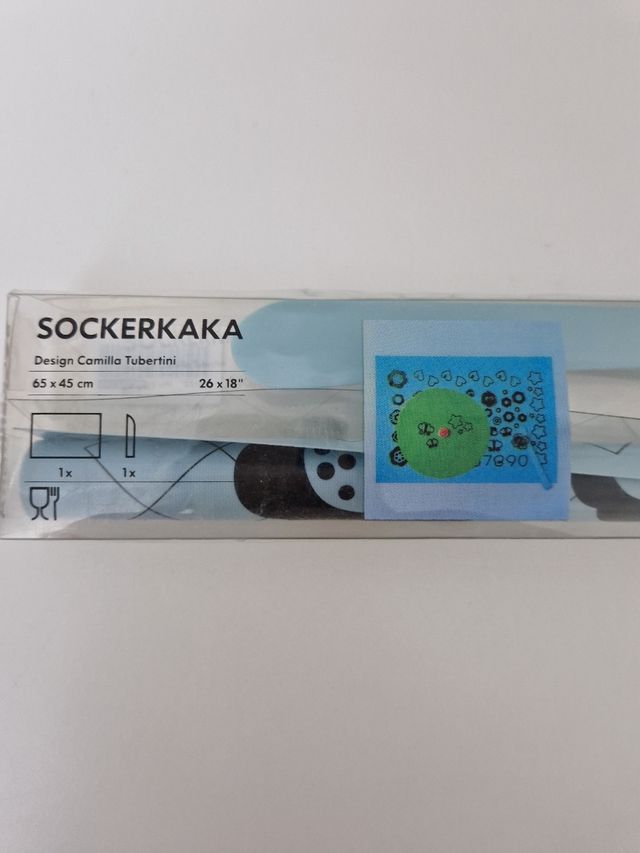 SOCKERKAKA
Design Camilla Tubertini
65 x 45 cm 26 x 18"
1x 1x
7890